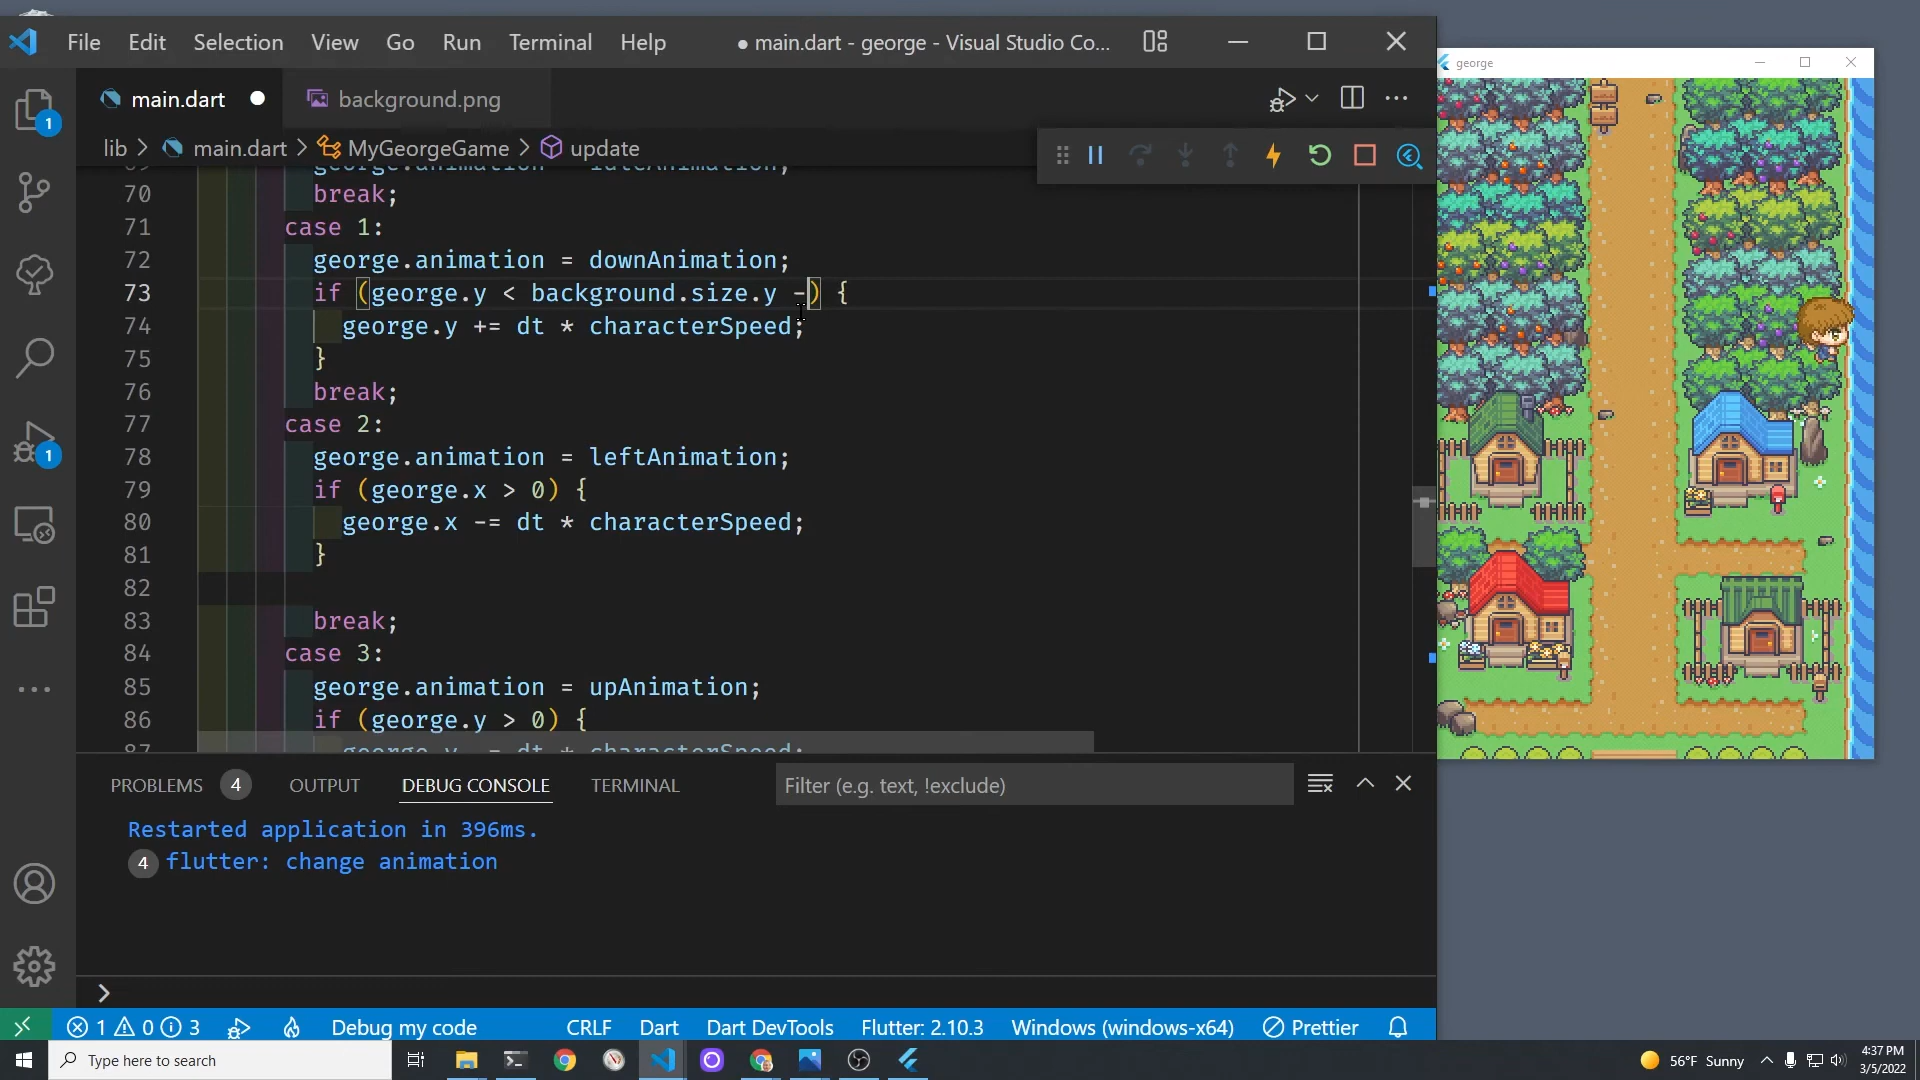 File Edit Selection View Go Run Terminal Help ● main.dart - george - Visual Studio Co...
george
main.dart background.png
1
lib > main.dart > MyGeorgeGame > update
70 break;
71 case 1:
72 george.animation = downAnimation;
73 if (george.y < background.size.y -) {
74 george.y += dt * characterSpeed;
75 }
76 break;
77 case 2:
78 george.animation = leftAnimation;
79 if (george.x > 0) {
80 george.x -= dt * characterSpeed;
81 }
82
83 break;
84 case 3:
85 george.animation = upAnimation;
86 if (george.y > 0) {
1
PROBLEMS 4 OUTPUT DEBUG CONSOLE TERMINAL Filter (e.g. text, !exclude)
Restarted application in 396ms.
4 flutter: change animation
1 0 3 Debug my code CRLF Dart Dart DevTools Flutter: 2.10.3 Windows (windows-x64) Prettier
Type here to search 56°F Sunny 4:37 PM
3/5/2022